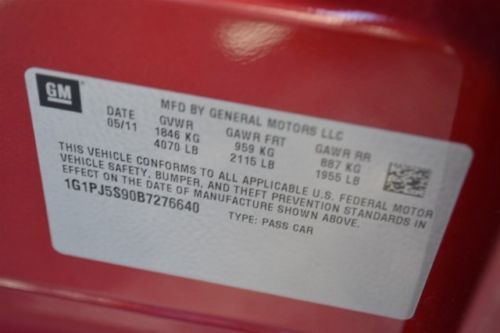 GM
MFD BY GENERAL MOTORS LLC
DATE GVWR GAWR FRT GAWR RR
05/11 1846 KG 959 KG 887 KG
4070 LB 2115 LB 1955 LB
THIS VEHICLE CONFORMS TO ALL APPLICABLE U.S. FEDERAL MOTOR
VEHICLE SAFETY, BUMPER, AND THEFT PREVENTION STANDARDS IN
EFFECT ON THE DATE OF MANUFACTURE SHOWN ABOVE.
1G1PJ5S90B7276640
TYPE: PASS CAR